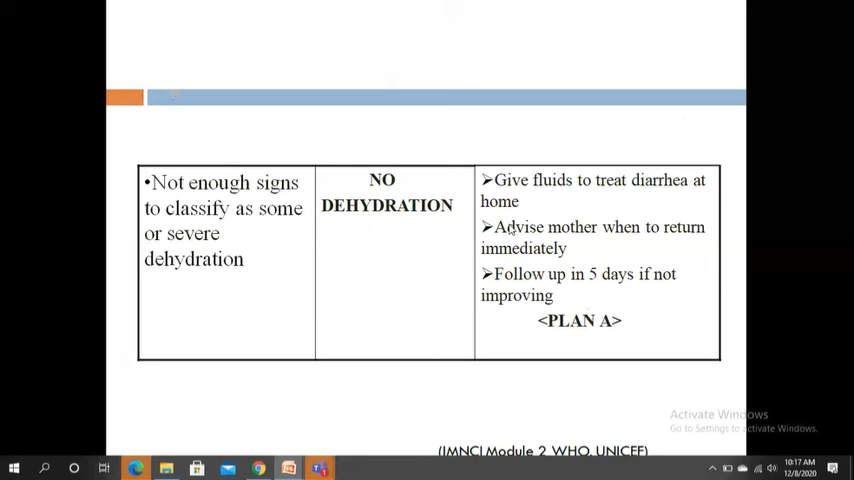 •Not enough signs
to classify as some
or severe
dehydration
NO
DEHYDRATION
➢Give fluids to treat diarrhea at
home
➢Advise mother when to return
immediately
➢Follow up in 5 days if not
improving
<PLAN A>
(IMNCI Module 2 WHO, UNICEF)
Activate Windows
Go to Settings to activate Windows.
10:17 AM
12/8/2020